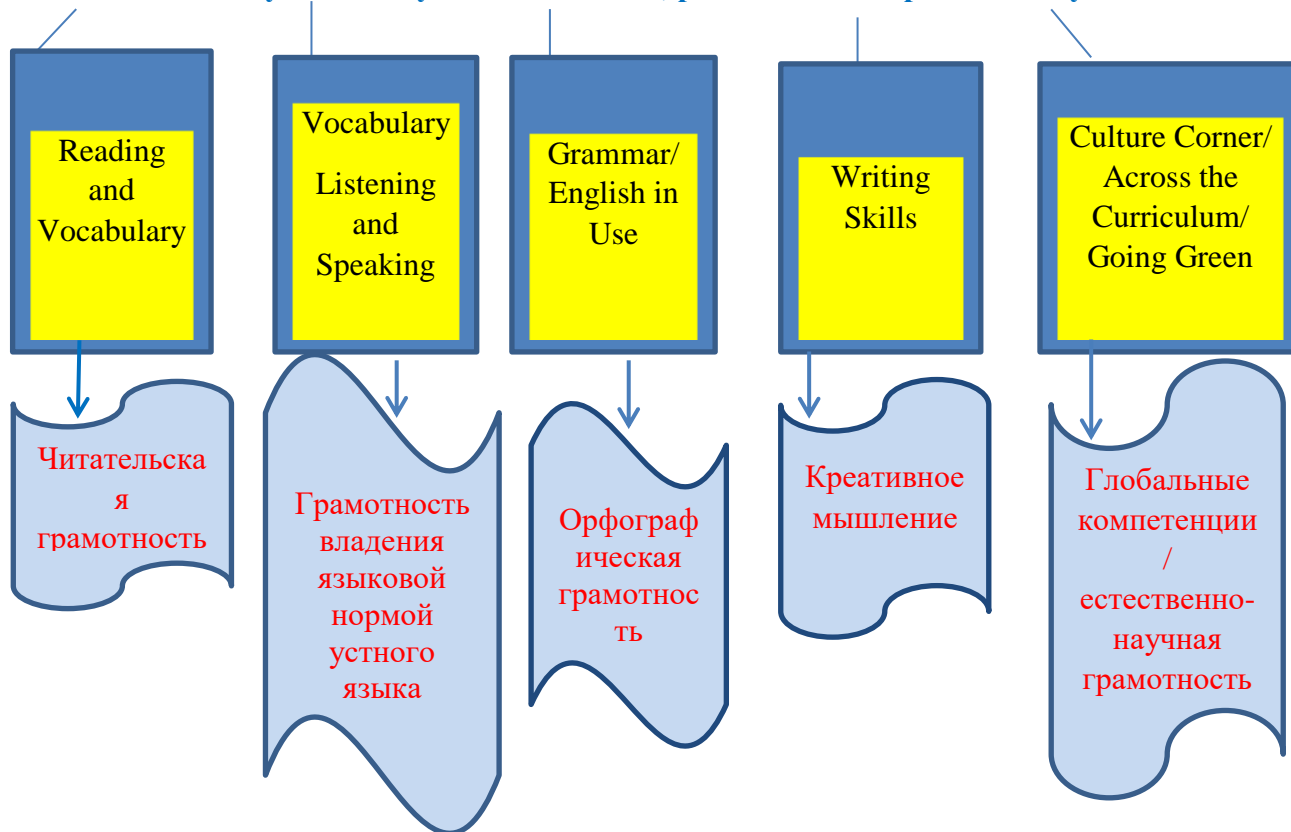 Reading
and
Vocabulary
Vocabulary
Listening
and
Speaking
Grammar/
English in
Use
Writing
Skills
Culture Corner/
Across the
Curriculum/
Going Green
Читательска
я
грамотность
Грамотность
владения
языковой
нормой
устного
языка
Орфограф
ическая
грамотнос
ть
Креативное
мышление
Глобальные
компетенции
/
естественно-
научная
грамотность